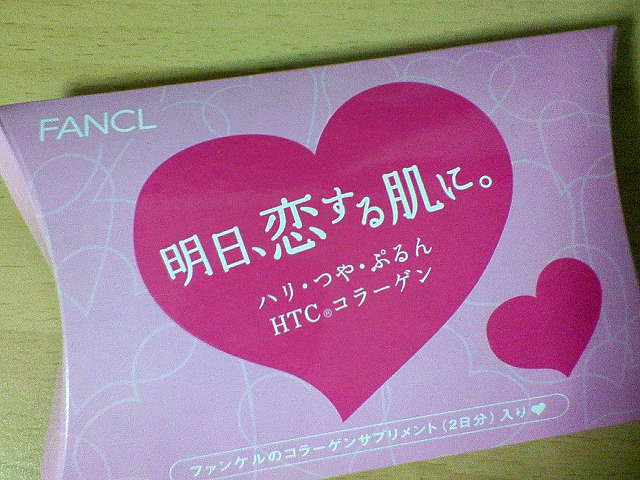 FANCL
明日、恋する肌に。
ハリ・つや・ぷるん
HTC®コラーゲン
ファンケルのコラーゲンサプリメント(2日分)入り♥